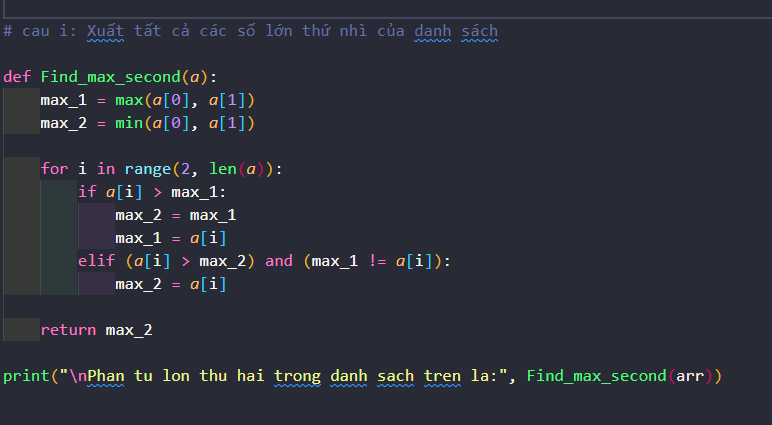 # cau i: Xuất tất cả các số lớn thứ nhì của danh sách
def Find_max_second(a):
    max_1 = max(a[0], a[1])
    max_2 = min(a[0], a[1])
    for i in range(2, len(a)):
        if a[i] > max_1:
            max_2 = max_1
            max_1 = a[i]
        elif (a[i] > max_2) and (max_1 != a[i]):
            max_2 = a[i]
    return max_2
print("\nPhan tu lon thu hai trong danh sach tren la:", Find_max_second(arr))